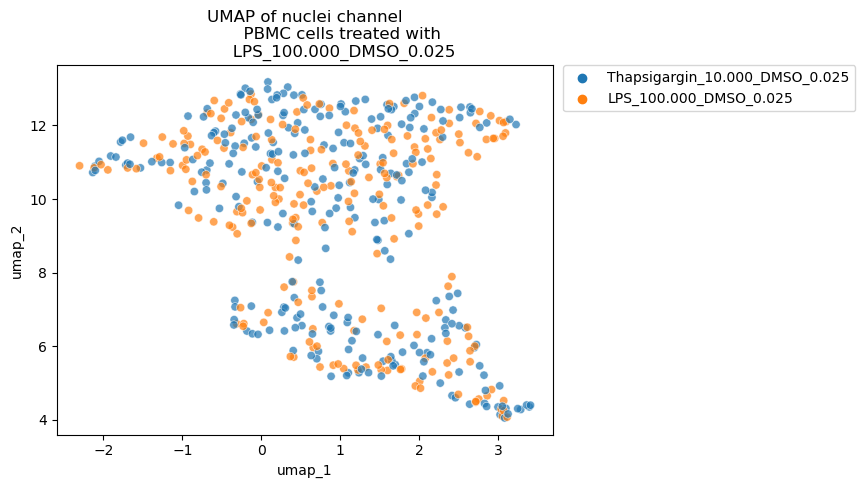 UMAP of nuclei channel
PBMC cells treated with
LPS_100.000_DMSO_0.025
Thapsigargin_10.000_DMSO_0.025
LPS_100.000_DMSO_0.025
umap_2
12
10
8
6
4
−2
−1
0
1
2
3
umap_1